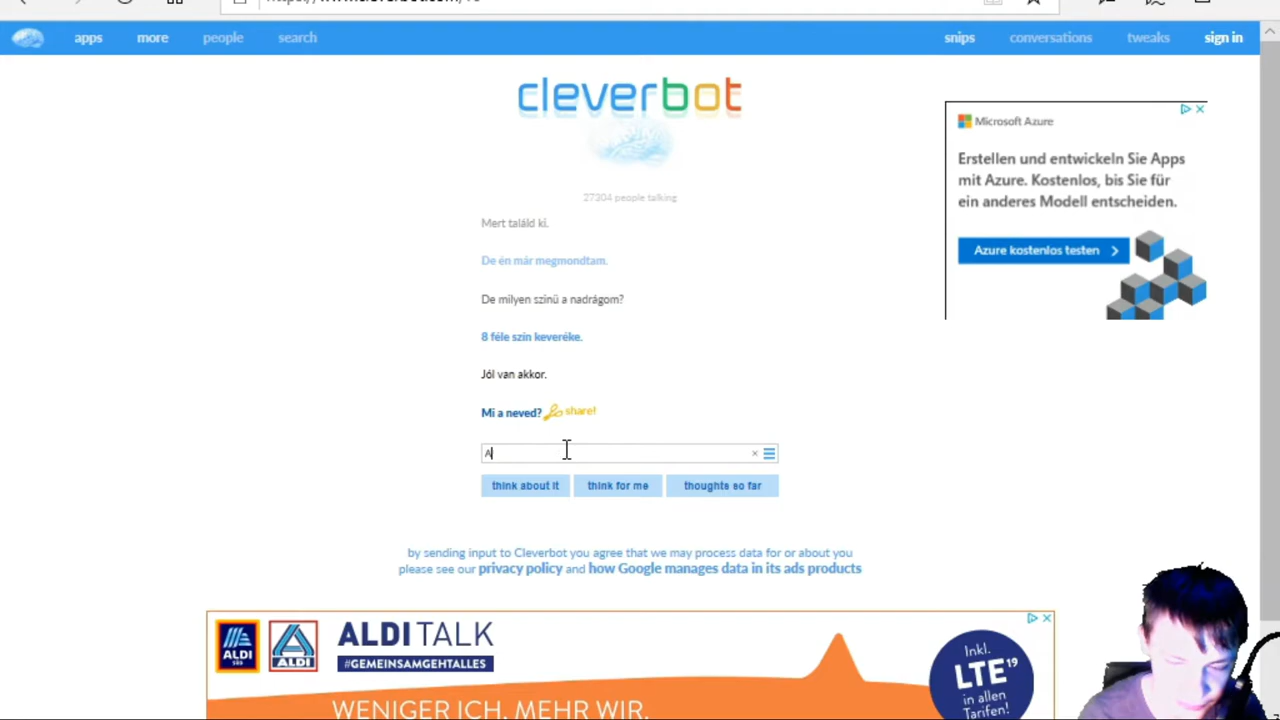 apps more people search snips conversations tweaks sign in
cleverbot
27304 people talking
Mert találd ki.
De én már megmondtam.
De milyen színű a nadrágom?
8 féle szín keveréke.
Jól van akkor.
Mi a neved? share!
A
think about it think for me thoughts so far
by sending input to Cleverbot you agree that we may process data for or about you
please see our privacy policy and how Google manages data in its ads products
Microsoft Azure
Erstellen und entwickeln Sie Apps
mit Azure. Kostenlos, bis Sie für
ein anderes Modell entscheiden.
Azure kostenlos testen
ALDI
ALDI
ALDI TALK
#GEMEINSAMGEHTALLES
WENIGER ICH. MEHR WIR.
Inkl.
LTE19
in allen
Tarifen!